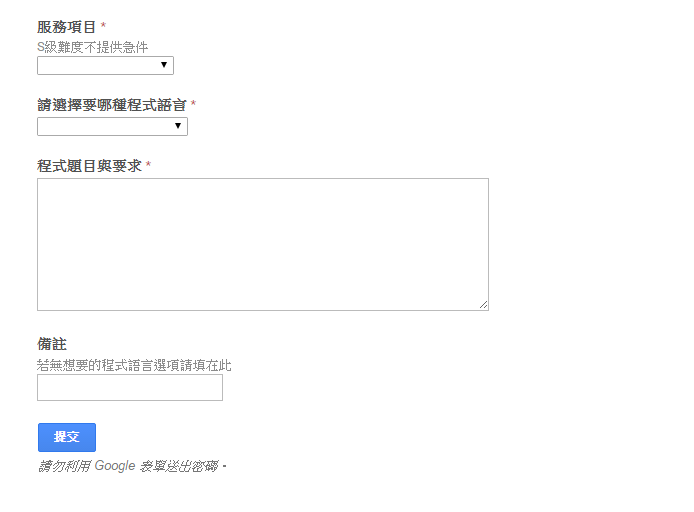 服務項目 *
S級難度不提供急件
請選擇要哪種程式語言 *
程式題目與要求 *
備註
若無想要的程式語言選項請填在此
提交
請勿利用 Google 表單送出密碼。